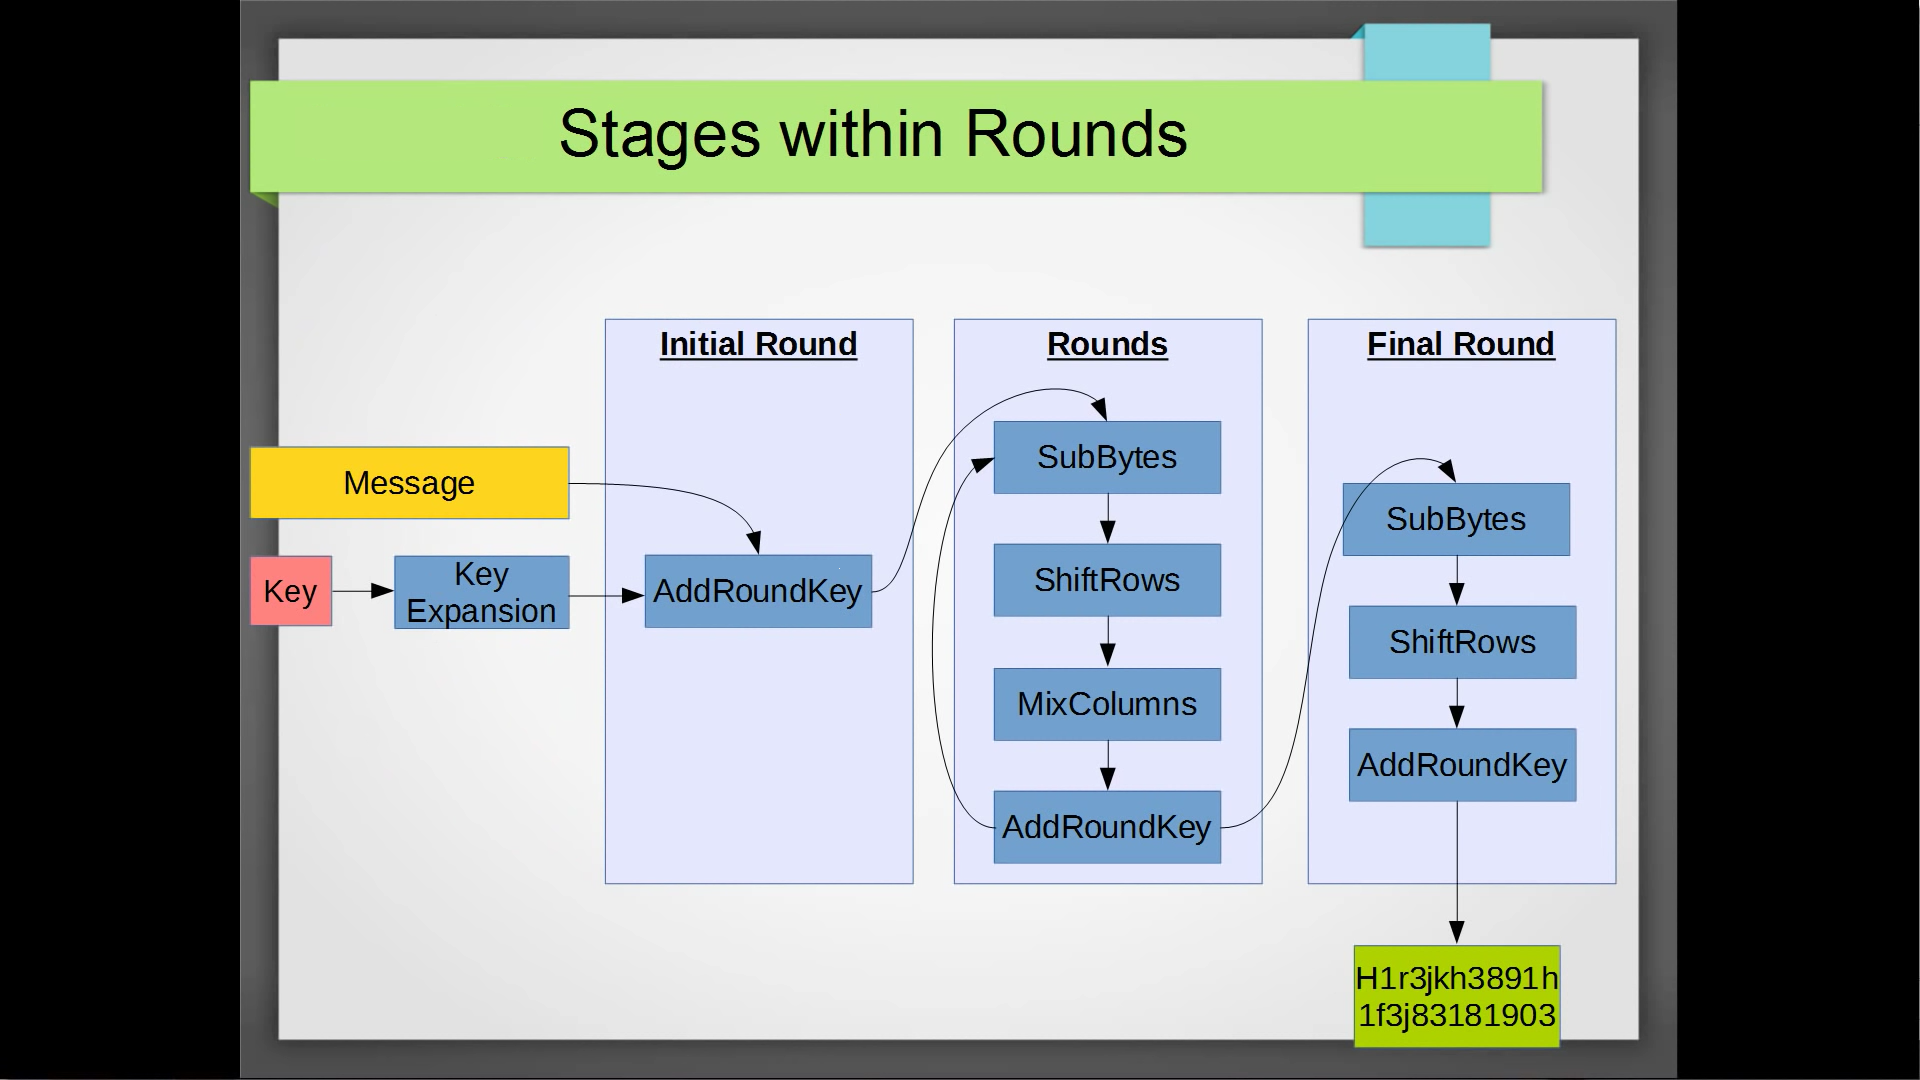 Stages within Rounds
Message
Key
Key
Expansion
Initial Round
AddRoundKey
Rounds
SubBytes
ShiftRows
MixColumns
AddRoundKey
Final Round
SubBytes
ShiftRows
AddRoundKey
H1r3jkh3891h
1f3j83181903